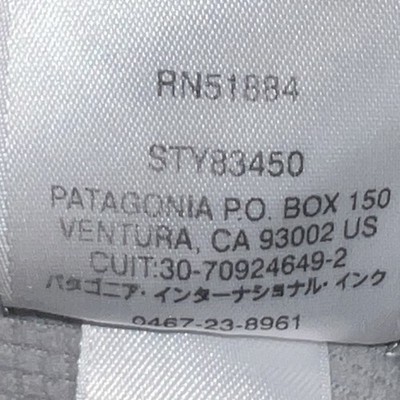 RN51884
STY83450
PATAGONIA P.O. BOX 150
VENTURA, CA 93002 US
CUIT:30-70924649-2
パタゴニア・インターナショナル・インク
0467-23-8961